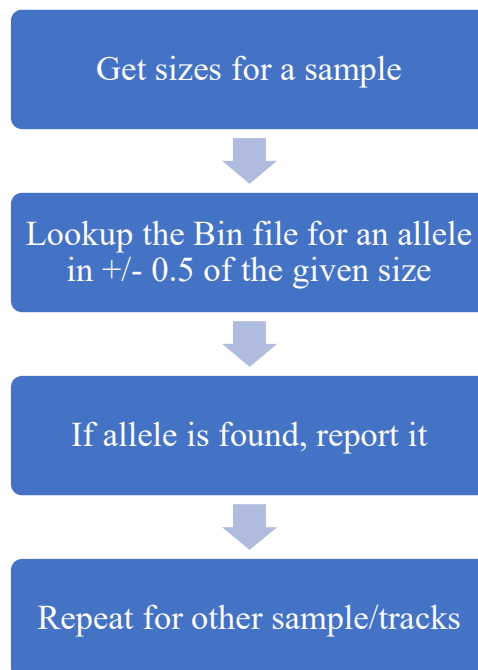 Get sizes for a sample
Lookup the Bin file for an allele
in +/- 0.5 of the given size
If allele is found, report it
Repeat for other sample/tracks